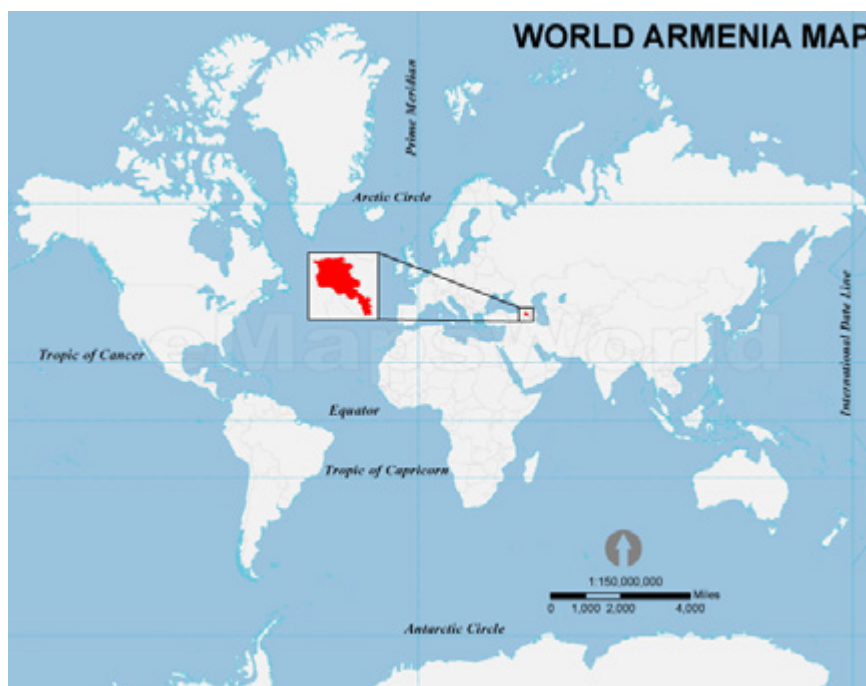 WORLD ARMENIA MAP
Prime Meridian
Arctic Circle
International Date Line
eMapsWorld
Tropic of Cancer
Equator
Tropic of Capricorn
1:150,000,000
Miles
0 1,000 2,000 4,000
Antarctic Circle